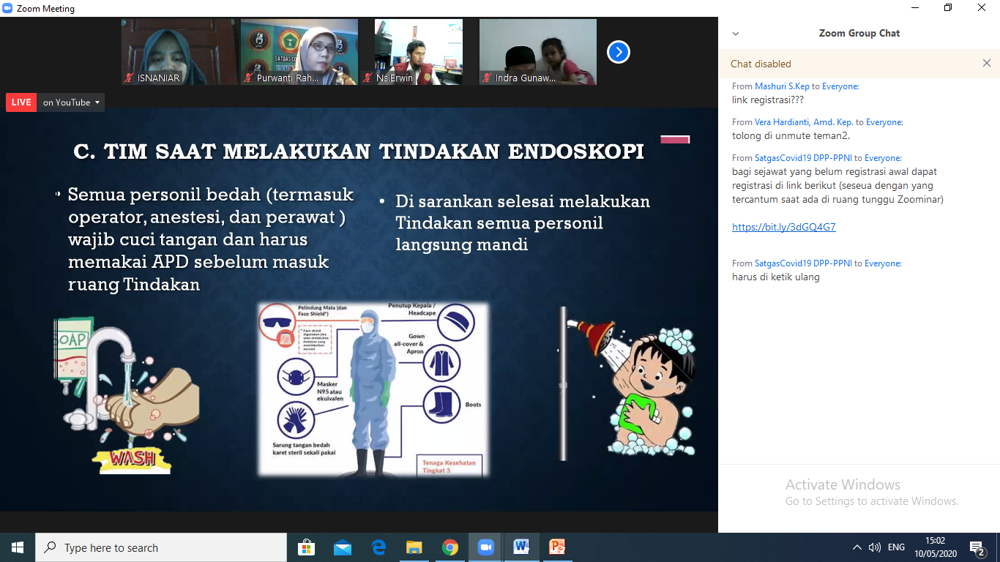 Zoom Meeting
ISNANIAR
Purwanti Rah...
SATGAS CO
Ns.Erwin
Indra Gunaw...
LIVE
on YouTube
C. TIM SAAT MELAKUKAN TINDAKAN ENDOSKOPI
• Semua personil bedah (termasuk
operator, anestesi, dan perawat )
wajib cuci tangan dan harus
memakai APD sebelum masuk
ruang Tindakan
• Di sarankan selesai melakukan
Tindakan semua personil
langsung mandi
OAP
WASH
Pelindung Mata (dan
Face Shield*)
* Face shield
digunakan jika
akan melakukan
tindakan yang
menimbulkan
aerosol
Masker
N95 atau
ekuivalen
Sarung tangan bedah
karet steril sekali pakai
Penutup Kepala /
Headcape
Gown
all-cover &
Apron
Boots
Tenaga Kesehatan
Tingkat 3
Zoom Group Chat
Chat disabled
From Mashuri S.Kep to Everyone:
link registrasi???
From Vera Hardianti, Amd. Kep. to Everyone:
tolong di unmute teman2.
From SatgasCovid19 DPP-PPNI to Everyone:
bagi sejawat yang belum registrasi awal dapat
registrasi di link berikut (seseua dengan yang
tercantum saat ada di ruang tunggu Zoominar)
https://bit.ly/3dGQ4G7
From SatgasCovid19 DPP-PPNI to Everyone:
harus di ketik ulang
Activate Windows
Go to Settings to activate Windows.
Type here to search
ENG
15:02
10/05/2020
2